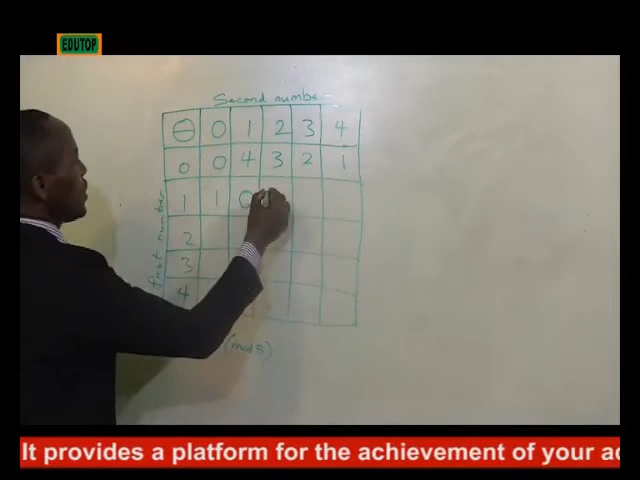 EDUTOP
Second number
⊖ 0 1 2 3 4
0 0 4 3 2 1
1 1 0
2
3
4
first number
(mod 5)
It provides a platform for the achievement of your ac